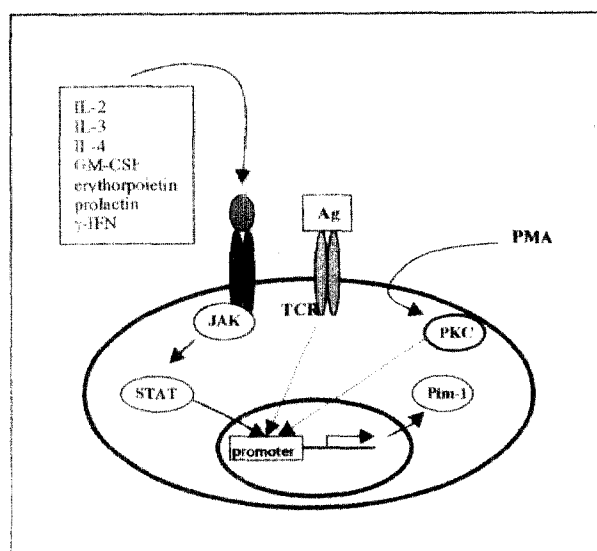 IL-2
IL-3
IL-4
GM-CSF
erythorpoietin
prolactin
γ-IFN
Ag
PMA
TCR
JAK
PKC
STAT
Pim-1
promoter